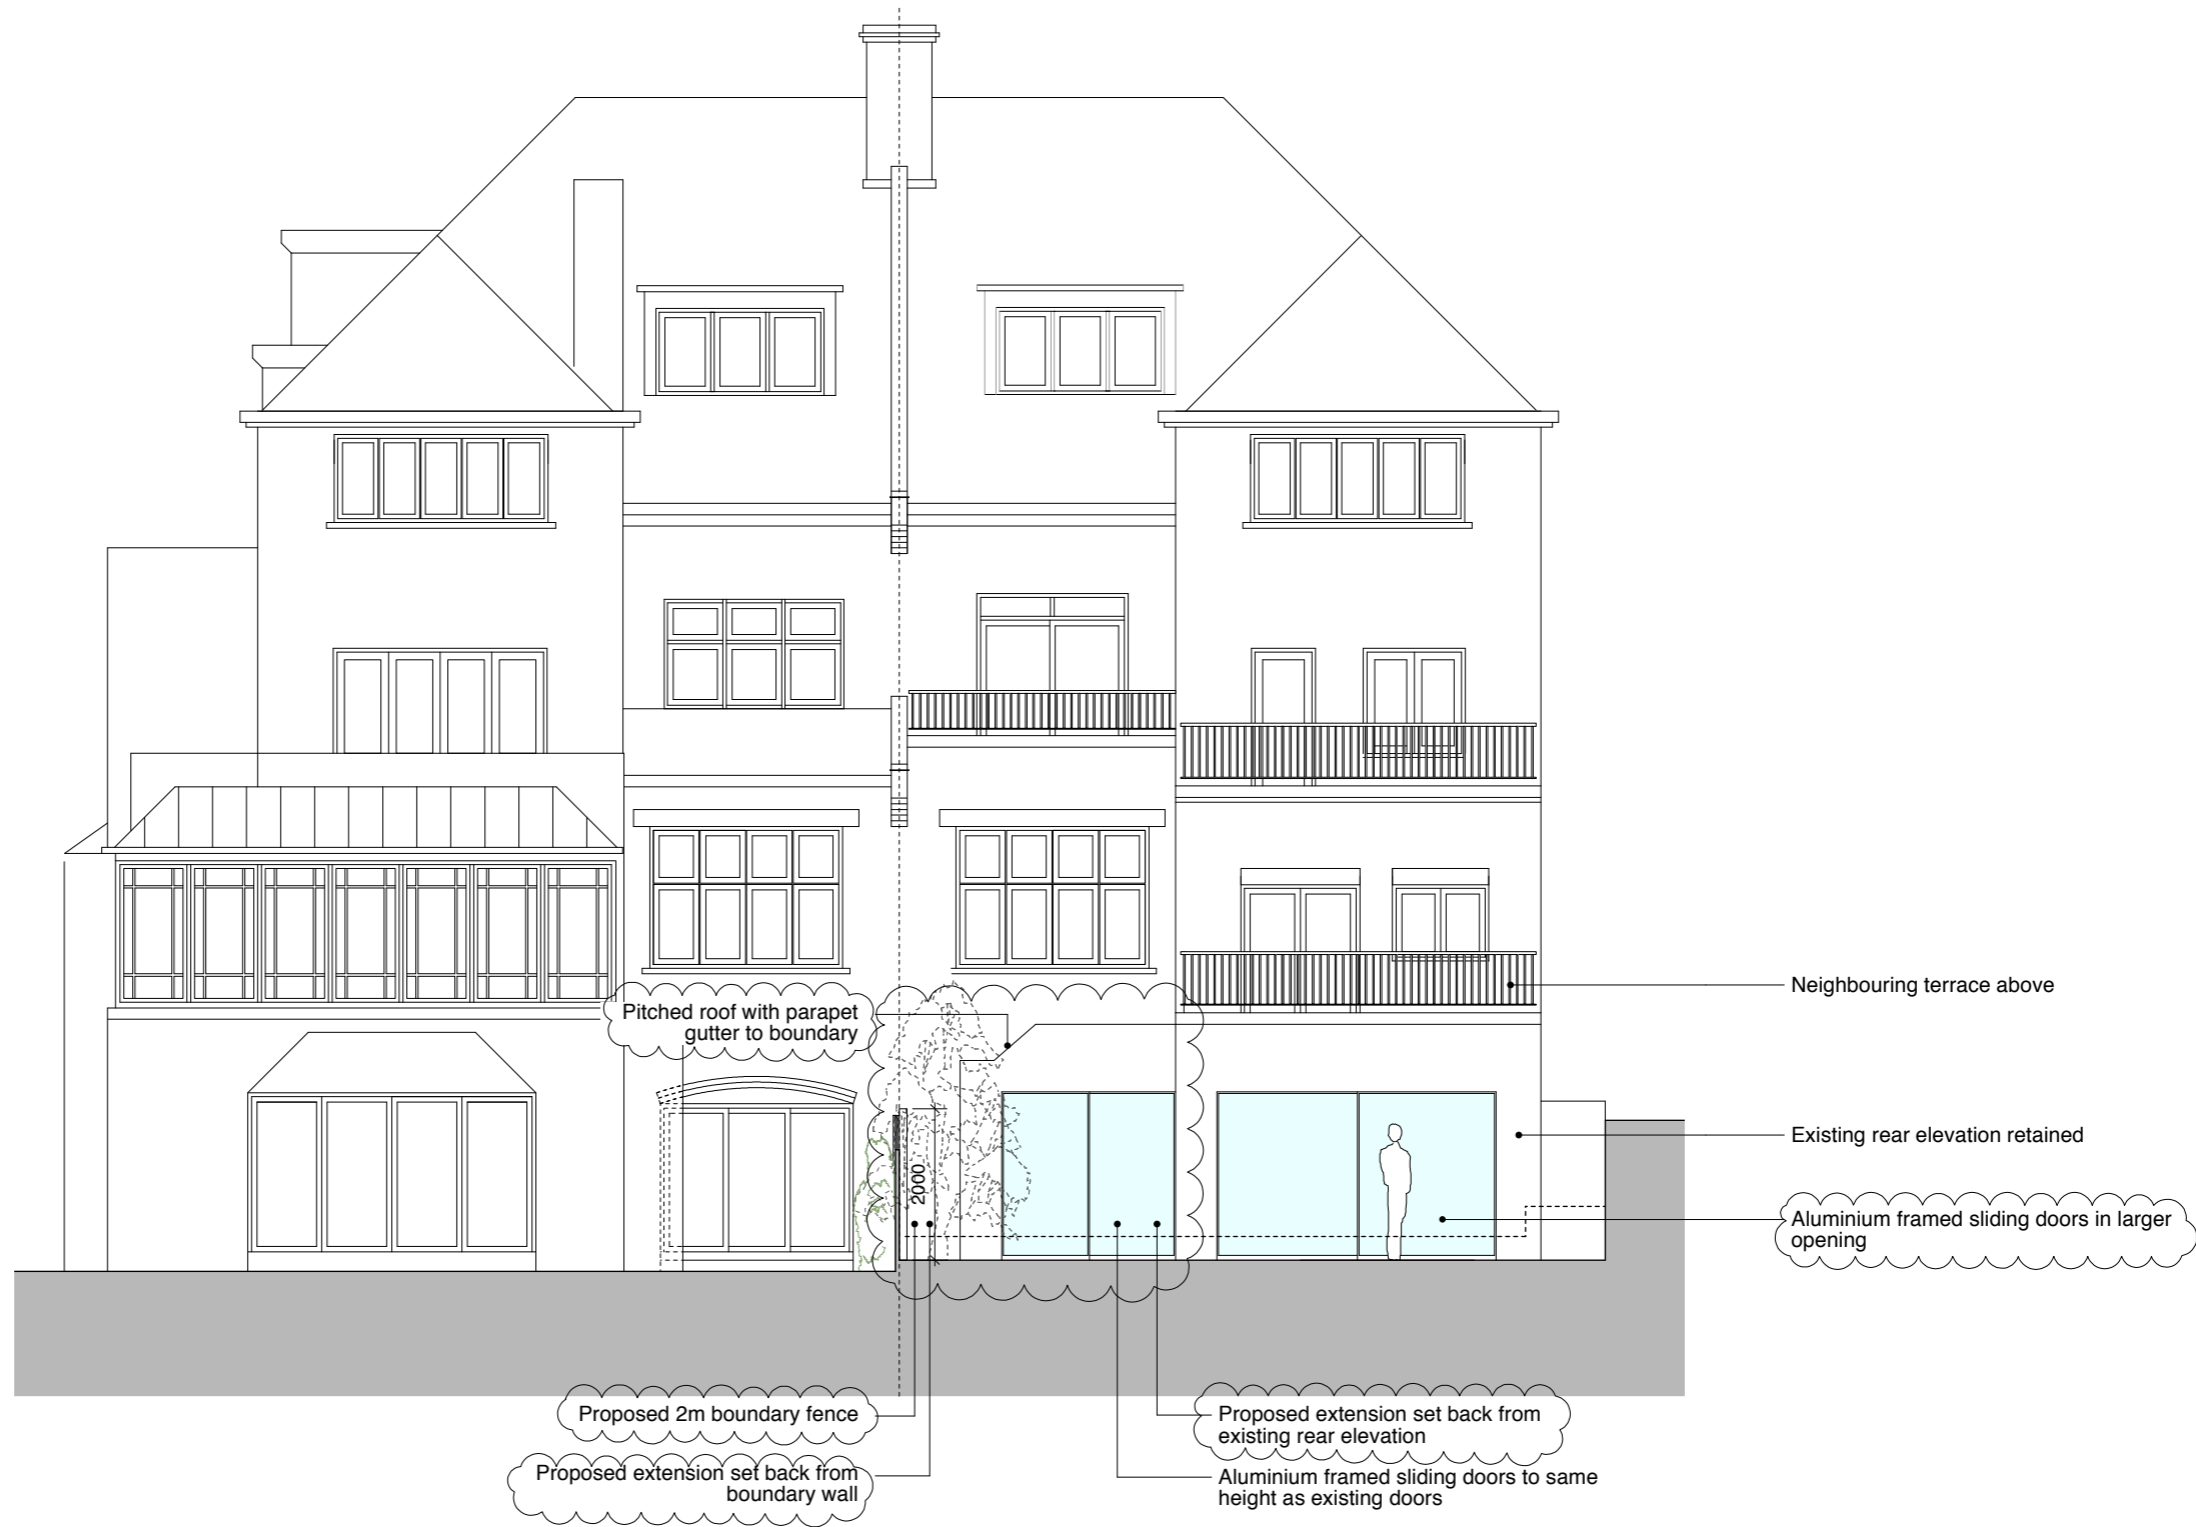 Pitched roof with parapet
gutter to boundary
Neighbouring terrace above
Existing rear elevation retained
2000
Aluminium framed sliding doors in larger
opening
Proposed 2m boundary fence
Proposed extension set back from
existing rear elevation
Proposed extension set back from
boundary wall
Aluminium framed sliding doors to same
height as existing doors